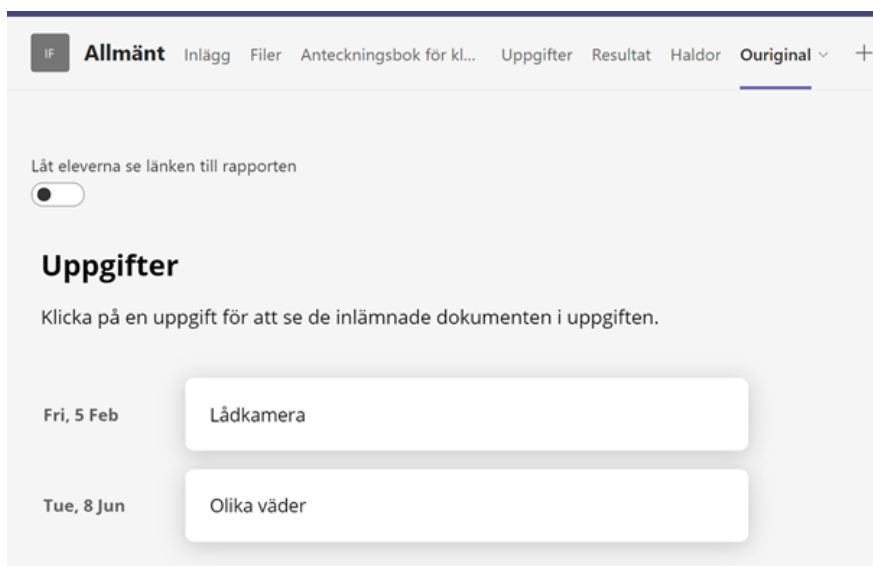 IF Allmänt Inlägg Filer Anteckningsbok för kl... Uppgifter Resultat Haldor Ouriginal
Låt eleverna se länken till rapporten
Uppgifter
Klicka på en uppgift för att se de inlämnade dokumenten i uppgiften.
Fri, 5 Feb Lådkamera
Tue, 8 Jun Olika väder